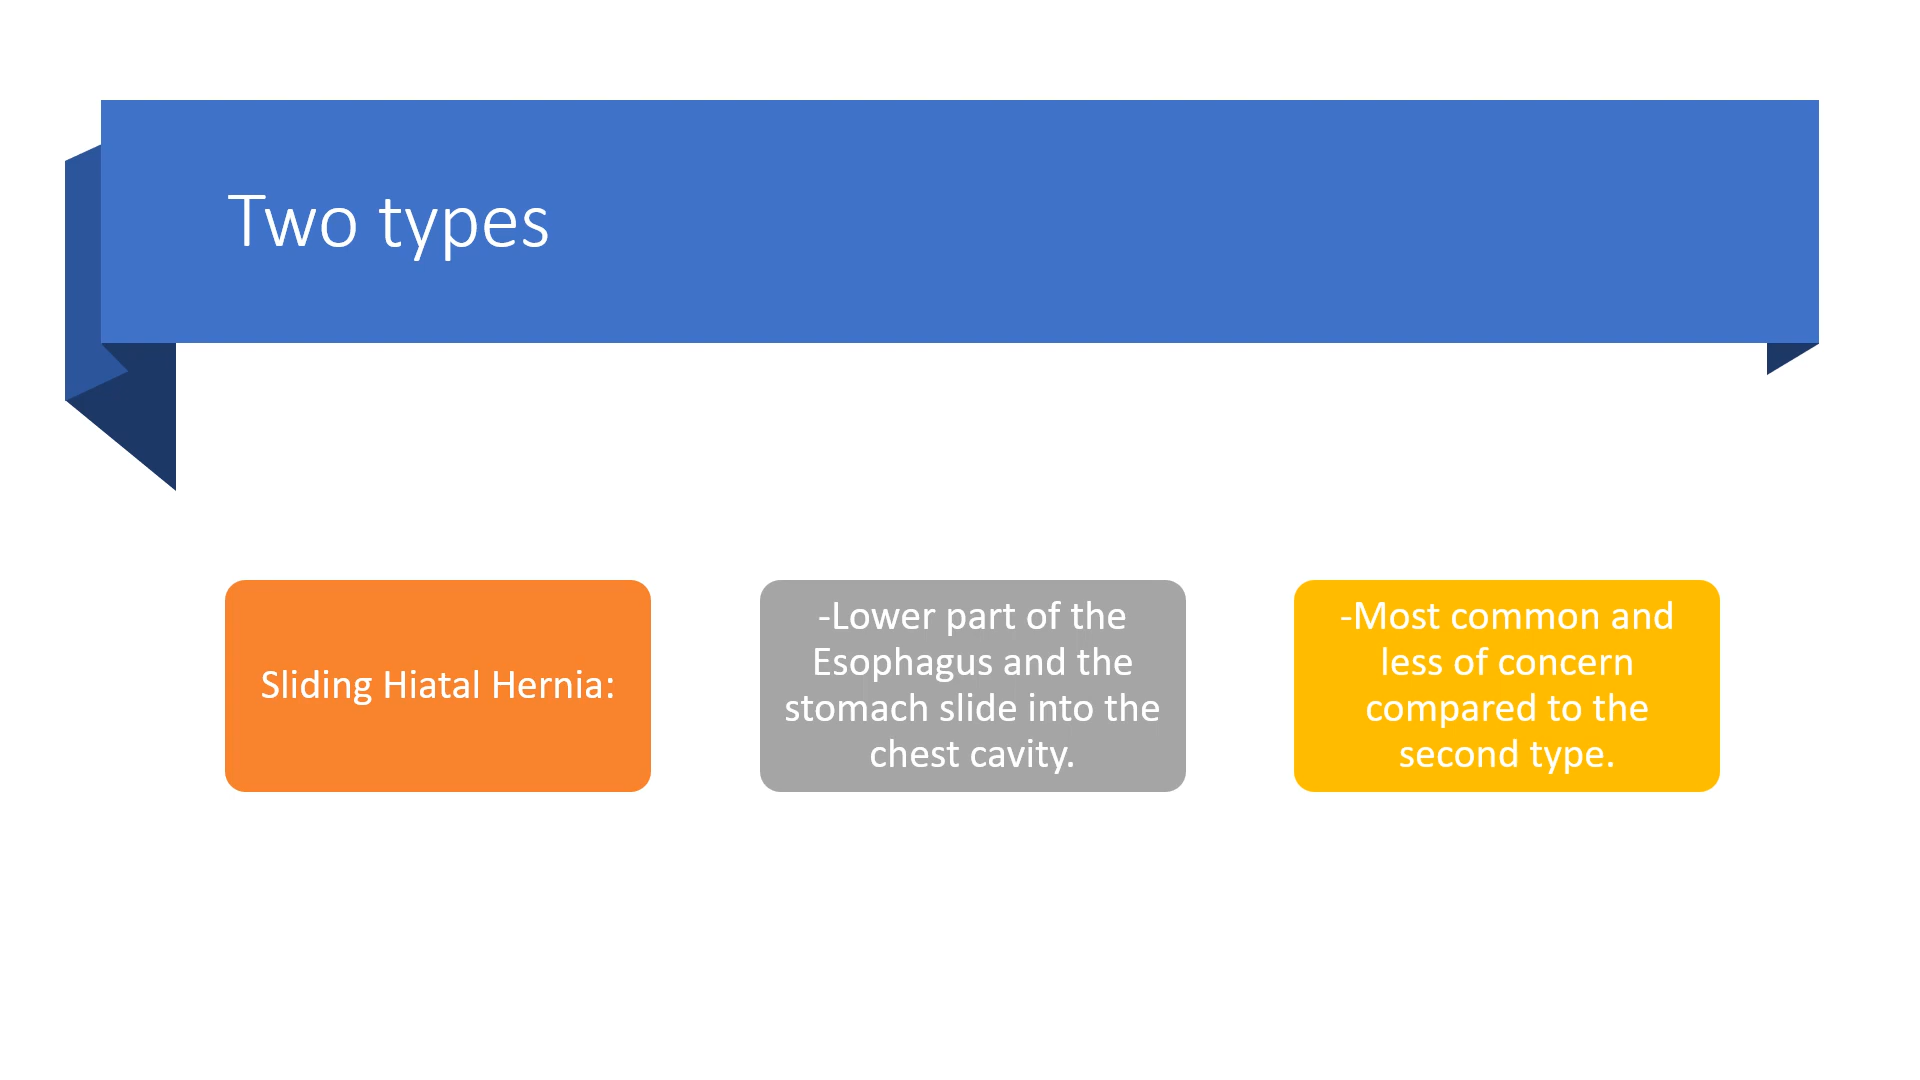 Two types
Sliding Hiatal Hernia:
-Lower part of the
Esophagus and the
stomach slide into the
chest cavity.
-Most common and
less of concern
compared to the
second type.